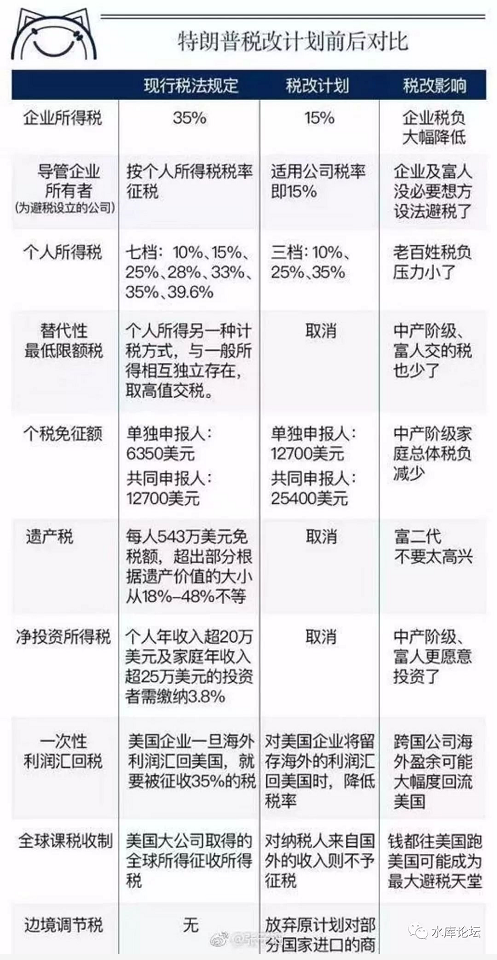 特朗普税改计划前后对比
现行税法规定 税改计划 税改影响
企业所得税 35% 15% 企业税负
大幅降低
导管企业
所有者
(为避税设立的公司)
按个人所得税税率
征税
适用公司税率
即15%
企业及富人
没必要想方
设法避税了
个人所得税
七档：10%、15%、
25%、28%、33%、
35%、39.6%
三档：10%、
25%、35%
老百姓税负
压力小了
替代性
最低限额税
个人所得另一种计
税方式，与一般所
得相互独立存在，
取高值交税。
取消
中产阶级、
富人交的税
也少了
个税免征额
单独申报人：
6350美元
共同申报人：
12700美元
单独申报人：
12700美元
共同申报人：
25400美元
中产阶级家
庭总体税负
减少
遗产税
每人543万美元免
税额，超出部分根
据遗产价值的大小
从18%–48%不等
取消
富二代
不要太高兴
净投资所得税
个人年收入超20万
美元及家庭年收入
超25万美元的投资
者需缴纳3.8%
取消
中产阶级、
富人更愿意
投资了
一次性
利润汇回税
美国企业一旦海外
利润汇回美国，就
要被征收35%的税
对美国企业将留
存海外的利润汇
回美国时，降低
税率
跨国公司海
外盈余可能
大幅度回流
美国
全球课税收制
美国大公司取得的
全球所得征收所得
税
对纳税人来自国
外的收入则不予
征税
钱都往美国跑
美国可能成为
最大避税天堂
边境调节税
无
放弃原计划对部
分国家进口的商
水库论坛